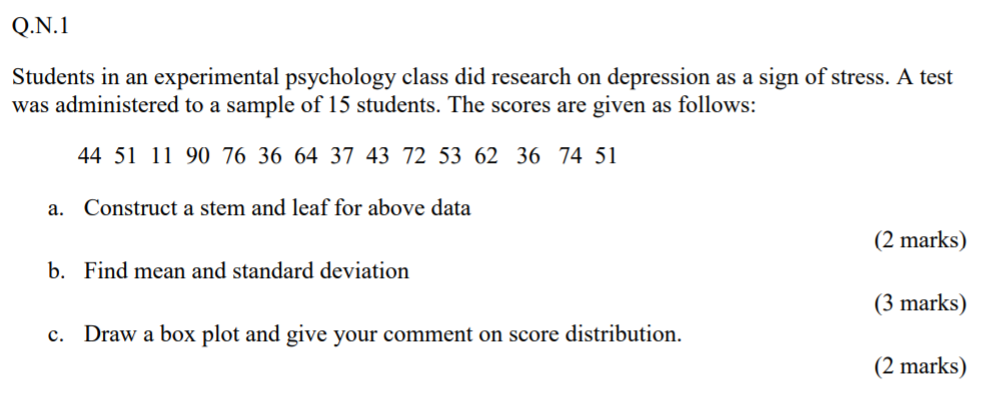 Q.N.1
Students in an experimental psychology class did research on depression as a sign of stress. A test
was administered to a sample of 15 students. The scores are given as follows:
44 51 11 90 76 36 64 37 43 72 53 62 36 74 51
a. Construct a stem and leaf for above data
(2 marks)
b. Find mean and standard deviation
(3 marks)
c. Draw a box plot and give your comment on score distribution.
(2 marks)